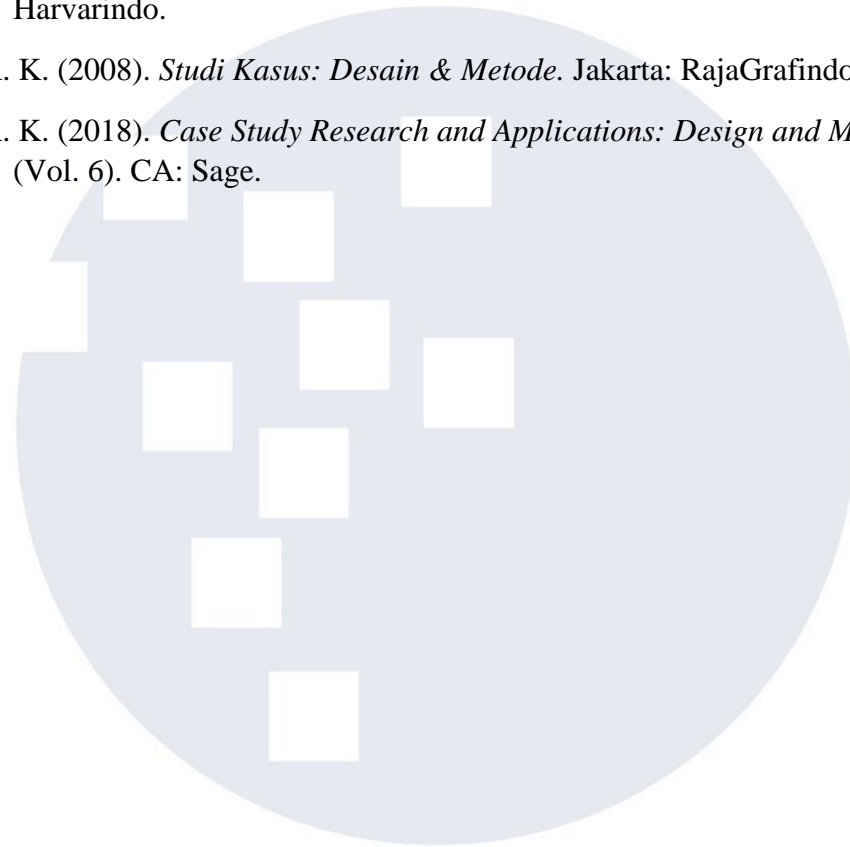 Harvarindo.
. K. (2008). Studi Kasus: Desain & Metode. Jakarta: RajaGrafindo
. K. (2018). Case Study Research and Applications: Design and M
(Vol. 6). CA: Sage.